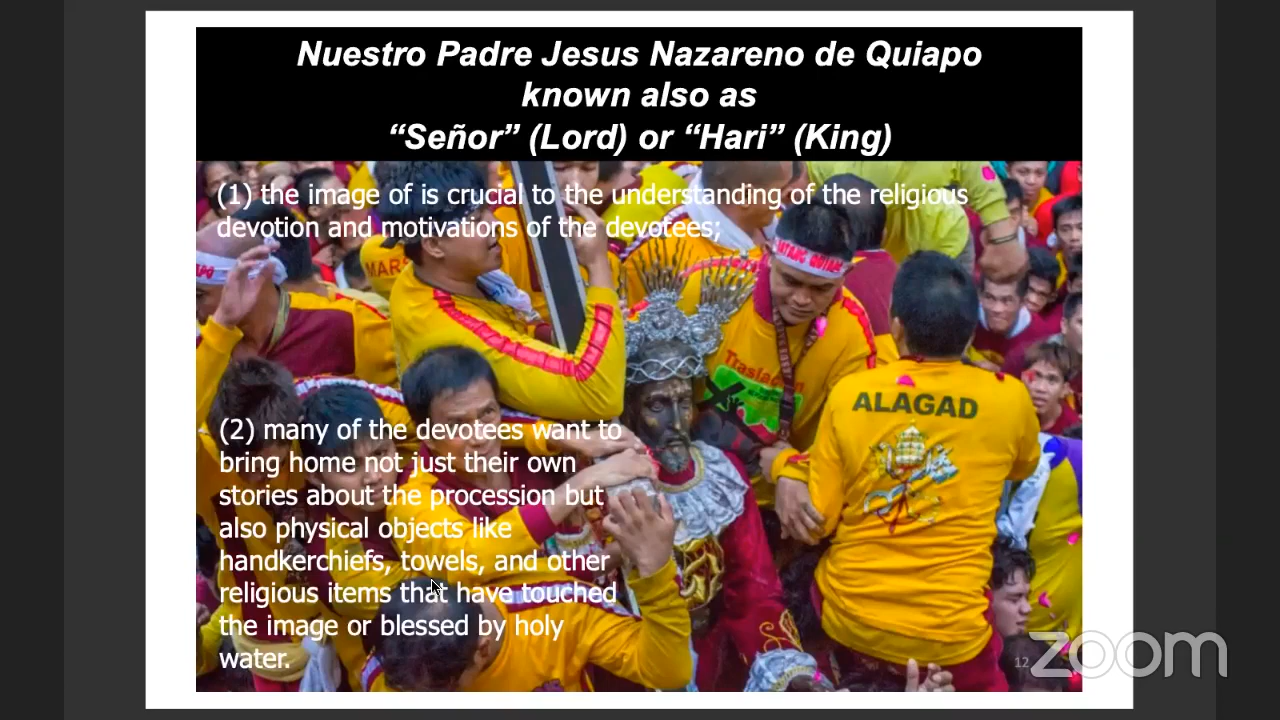 Nuestro Padre Jesus Nazareno de Quiapo
known also as
“Señor” (Lord) or “Hari” (King)
(1) the image of is crucial to the understanding of the religious
devotion and motivations of the devotees;
(2) many of the devotees want to
bring home not just their own
stories about the procession but
also physical objects like
handkerchiefs, towels, and other
religious items that have touched
the image or blessed by holy
water.
ALAGAD
12
zoom